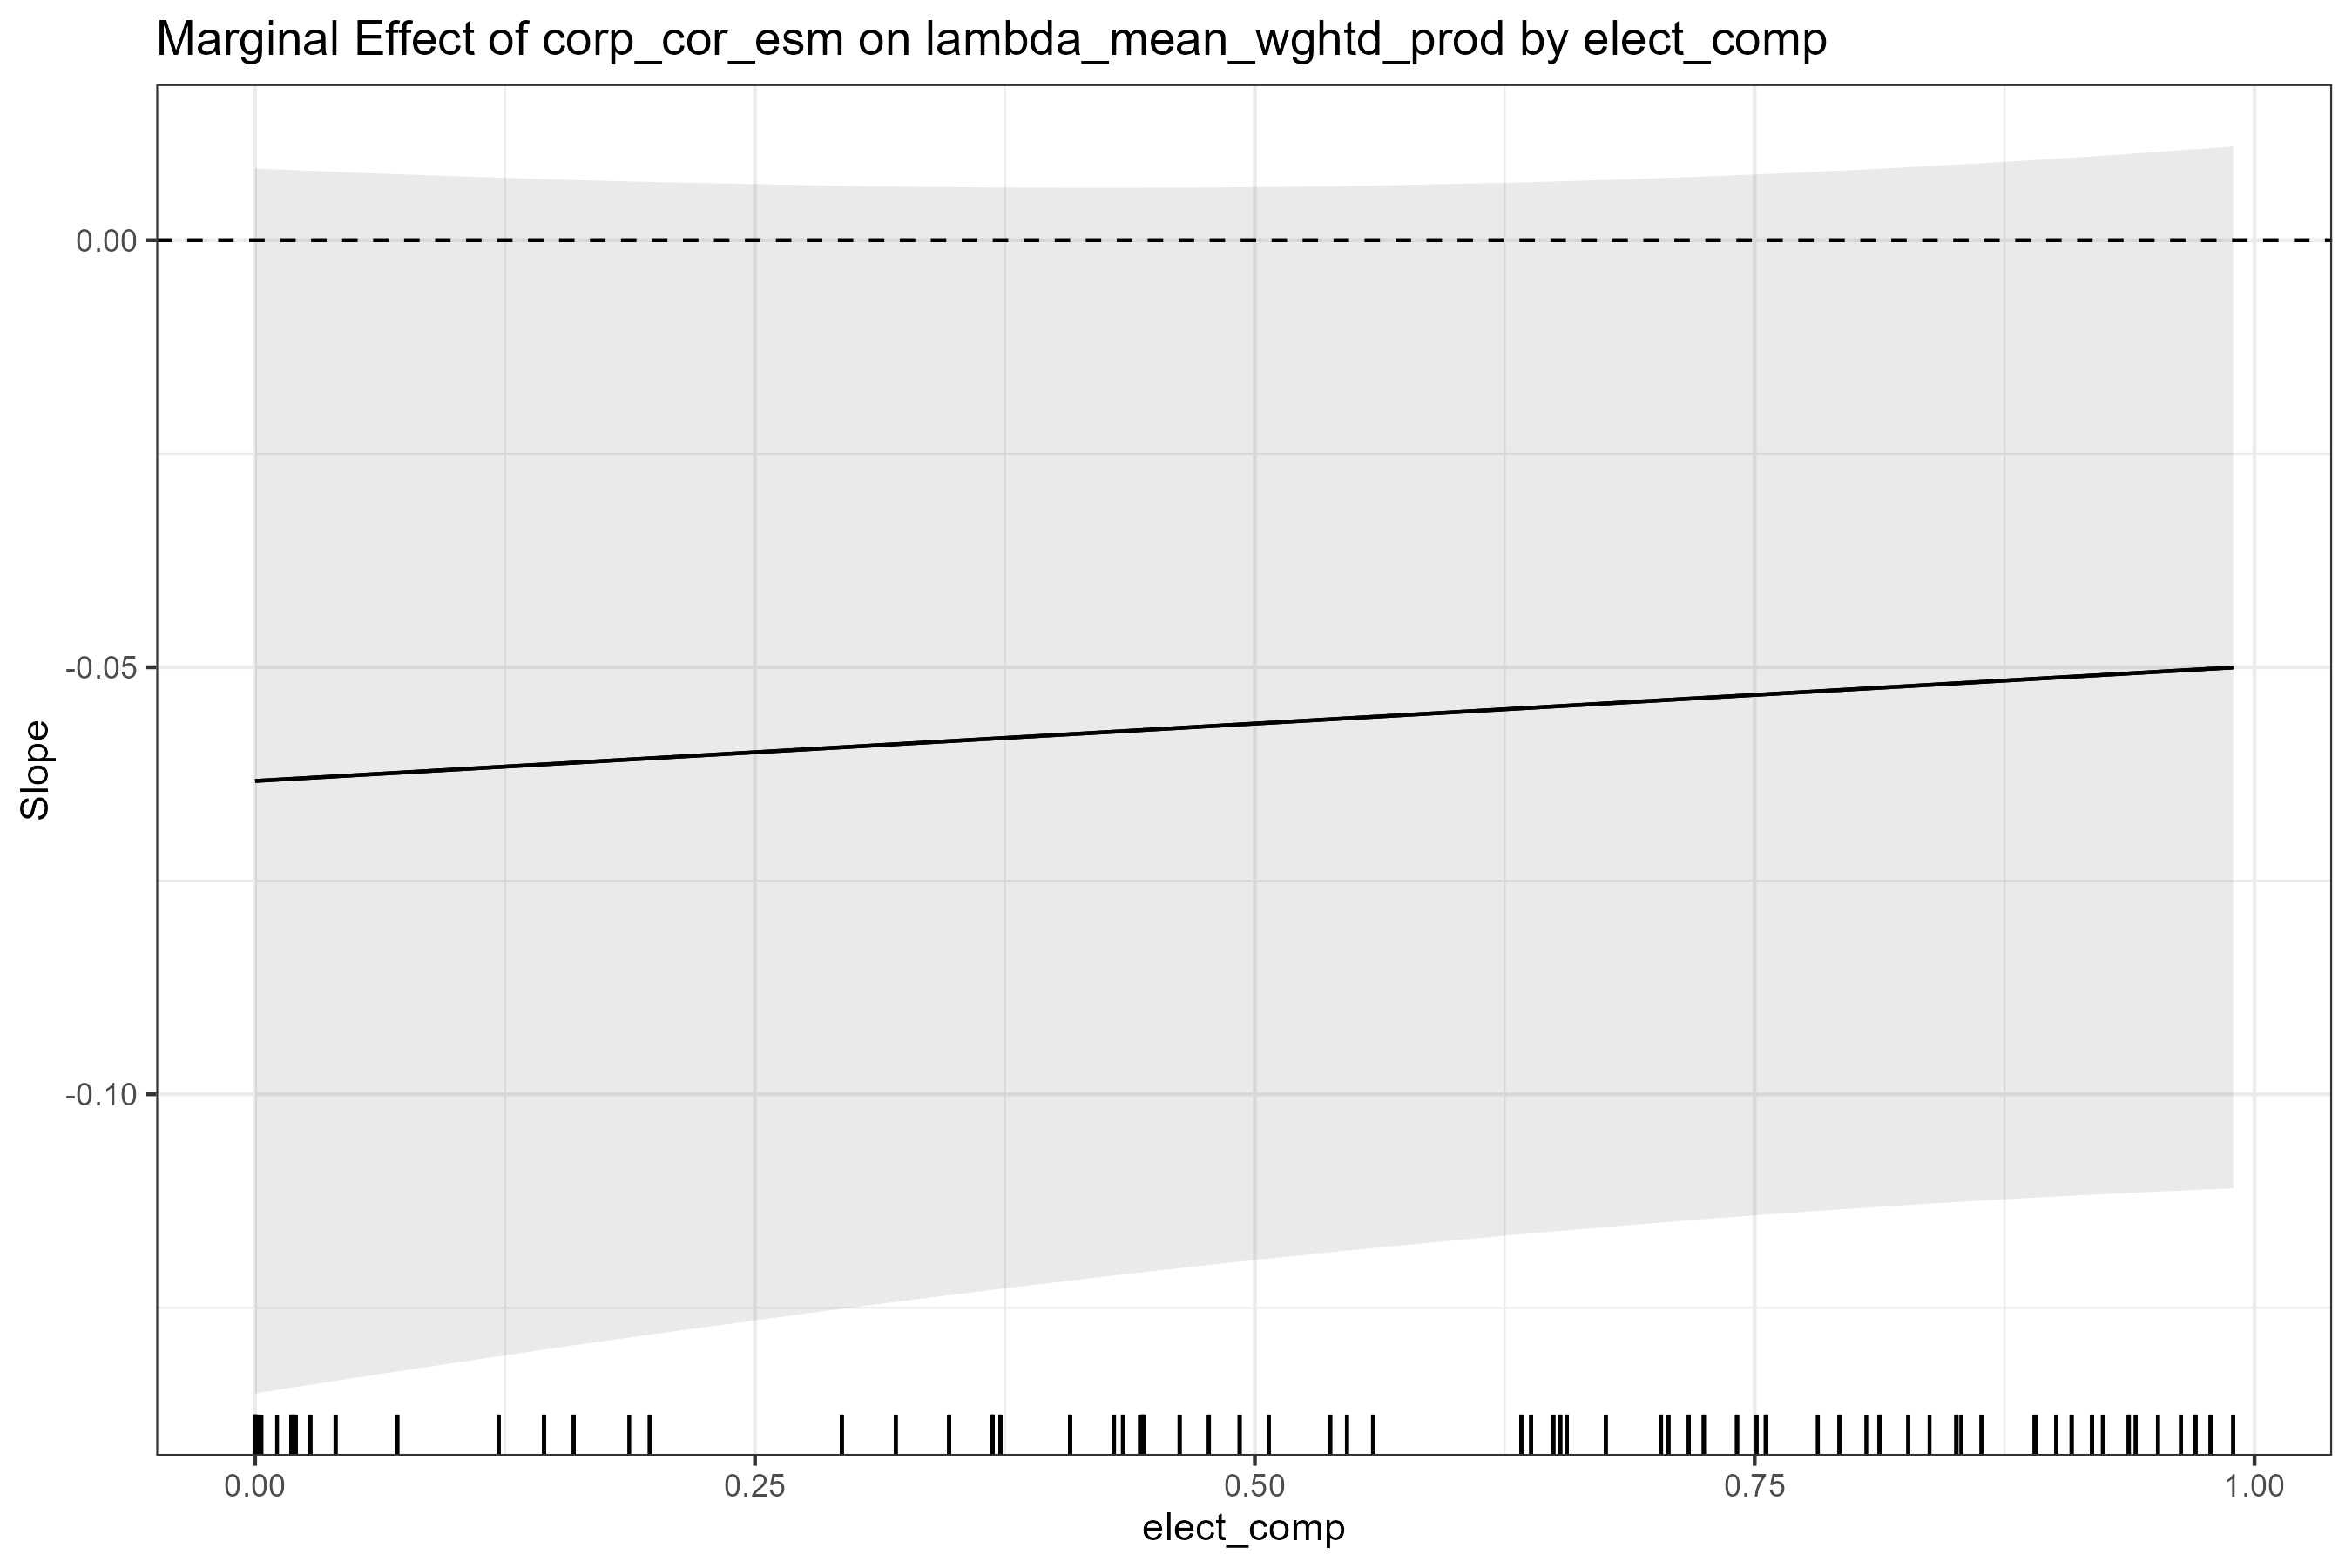 Marginal Effect of corp_cor_esm on lambda_mean_wghtd_prod by elect_comp
0.00
-0.05
-0.10
Slope
0.00 0.25 0.50 0.75 1.00
elect_comp